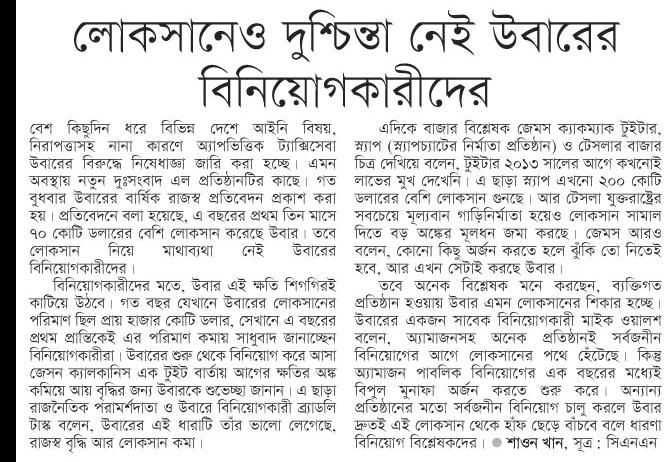 লোকসানেও দুশ্চিন্তা নেই উবারের
বিনিয়োগকারীদের
বেশ কিছুদিন ধরে বিভিন্ন দেশে আইনি বিষয়,
নিরাপত্তাসহ নানা কারণে অ্যাপভিত্তিক ট্যাক্সিসেবা
উবারের বিরুদ্ধে নিষেধাজ্ঞা জারি করা হচ্ছে। এমন
অবস্থায় নতুন দুঃসংবাদ এল প্রতিষ্ঠানটির কাছে। গত
বুধবার উবারের বার্ষিক রাজস্ব প্রতিবেদন প্রকাশ করা
হয়। প্রতিবেদনে বলা হয়েছে, এ বছরের প্রথম তিন মাসে
৭০ কোটি ডলারের বেশি লোকসান করেছে উবার। তবে
লোকসান নিয়ে মাথাব্যথা নেই উবারের
বিনিয়োগকারীদের।
বিনিয়োগকারীদের মতে, উবার এই ক্ষতি শিগগিরই
কাটিয়ে উঠবে। গত বছর যেখানে উবারের লোকসানের
পরিমাণ ছিল প্রায় হাজার কোটি ডলার, সেখানে এ বছরের
প্রথম প্রান্তিকেই এর পরিমাণ কমায় সাধুবাদ জানাচ্ছেন
বিনিয়োগকারীরা। উবারের শুরু থেকে বিনিয়োগ করে আসা
জেসন ক্যালকানিস এক টুইট বার্তায় আগের ক্ষতির অঙ্ক
কমিয়ে আয় বৃদ্ধির জন্য উবারকে শুভেচ্ছা জানান। এ ছাড়া
রাজনৈতিক পরামর্শদাতা ও উবারে বিনিয়োগকারী ব্র্যাডলি
টাস্ক বলেন, উবারের এই ধারাটি তাঁর ভালো লেগেছে,
রাজস্ব বৃদ্ধি আর লোকসান কমা।
এদিকে বাজার বিশ্লেষক জেমস ক্যাকম্যাক টুইটার,
স্ন্যাপ (স্ন্যাপচ্যাটের নির্মাতা প্রতিষ্ঠান) ও টেসলার বাজার
চিত্র দেখিয়ে বলেন, টুইটার ২০১৩ সালের আগে কখনোই
লাভের মুখ দেখেনি। এ ছাড়া স্ন্যাপ এখনো ২০০ কোটি
ডলারের বেশি লোকসান গুনছে। আর টেসলা যুক্তরাষ্ট্রের
সবচেয়ে মূল্যবান গাড়িনির্মাতা হয়েও লোকসান সামাল
দিতে বড় অঙ্কের মূলধন জমা করছে। জেমস আরও
বলেন, কোনো কিছু অর্জন করতে হলে ঝুঁকি তো নিতেই
হবে, আর এখন সেটাই করছে উবার।
তবে অনেক বিশ্লেষক মনে করছেন, ব্যক্তিগত
প্রতিষ্ঠান হওয়ায় উবার এমন লোকসানের শিকার হচ্ছে।
উবারের একজন সাবেক বিনিয়োগকারী মাইক ওয়ালশ
বলেন, অ্যামাজনসহ অনেক প্রতিষ্ঠানই সর্বজনীন
বিনিয়োগের আগে লোকসানের পথে হেঁটেছে। কিন্তু
অ্যামাজন পাবলিক বিনিয়োগের এক বছরের মধ্যেই
বিপুল মুনাফা অর্জন করতে শুরু করে। অন্যান্য
প্রতিষ্ঠানের মতো সর্বজনীন বিনিয়োগ চালু করলে উবার
দ্রুতই এই লোকসান থেকে হাঁফ ছেড়ে বাঁচবে বলে ধারণা
বিনিয়োগ বিশ্লেষকদের। ● শাওন খান, সূত্র : সিএনএন